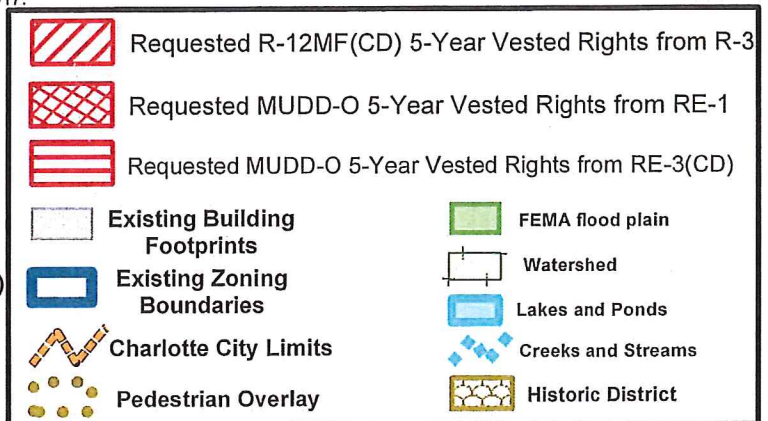 17.
Requested R-12MF(CD) 5-Year Vested Rights from R-3
Requested MUDD-O 5-Year Vested Rights from RE-1
Requested MUDD-O 5-Year Vested Rights from RE-3(CD)
Existing Building
Footprints
Existing Zoning
Boundaries
Charlotte City Limits
Pedestrian Overlay
FEMA flood plain
Watershed
Lakes and Ponds
Creeks and Streams
Historic District
)